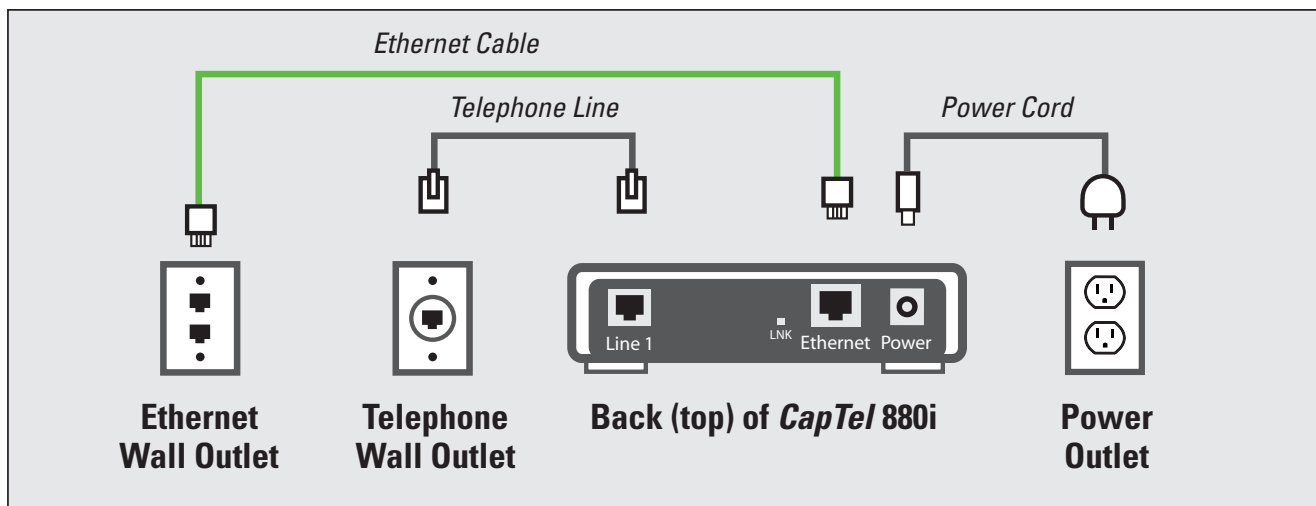 Ethernet Cable
Telephone Line
Power Cord
Line 1
LNK
Ethernet
Power
Ethernet
Wall Outlet
Telephone
Wall Outlet
Back (top) of CapTel 880i
Power
Outlet